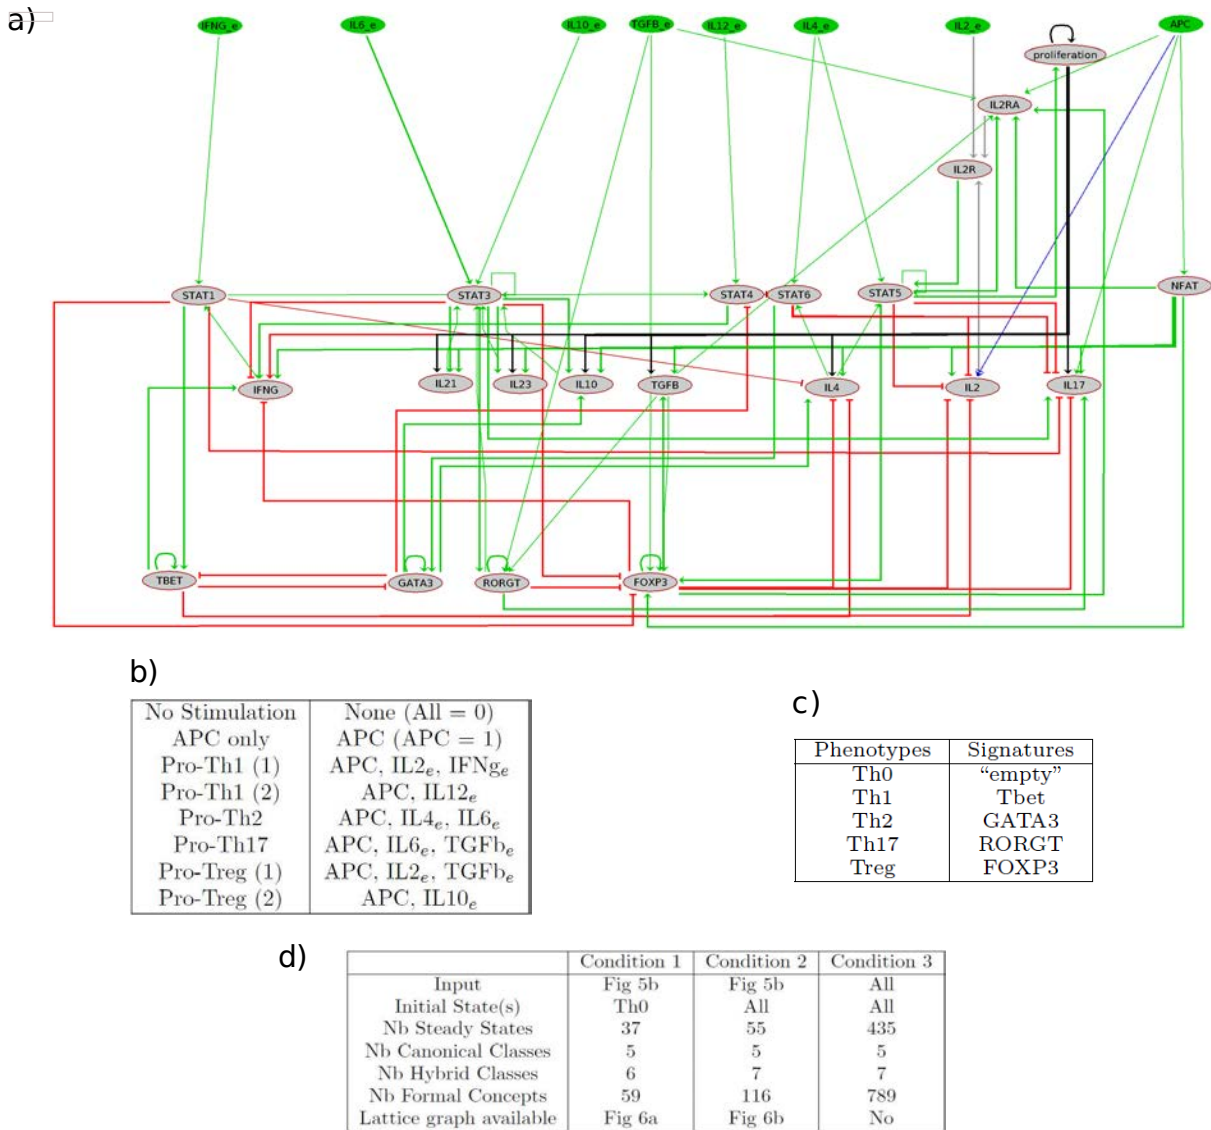 a)
IFNG_e IL6_e IL10_e TGFB_e IL12_e IL4_e IL2_e APC
proliferation
IL2RA
IL2R
STAT1 STAT3 STAT4 STAT6 STAT5 NFAT
IFNG IL21 IL23 IL10 TGFB IL4 IL2 IL17
TBET GATA3 RORGT FOXP3
b)
No Stimulation None (All = 0)
APC only APC (APC = 1)
Pro-Th1 (1) APC, IL2e, IFNge
Pro-Th1 (2) APC, IL12e
Pro-Th2 APC, IL4e, IL6e
Pro-Th17 APC, IL6e, TGFbe
Pro-Treg (1) APC, IL2e, TGFbe
Pro-Treg (2) APC, IL10e
c)
Phenotypes Signatures
Th0 “empty”
Th1 Tbet
Th2 GATA3
Th17 RORGT
Treg FOXP3
d)
Condition 1 Condition 2 Condition 3
Input Fig 5b Fig 5b All
Initial State(s) Th0 All All
Nb Steady States 37 55 435
Nb Canonical Classes 5 5 5
Nb Hybrid Classes 6 7 7
Nb Formal Concepts 59 116 789
Lattice graph available Fig 6a Fig 6b No